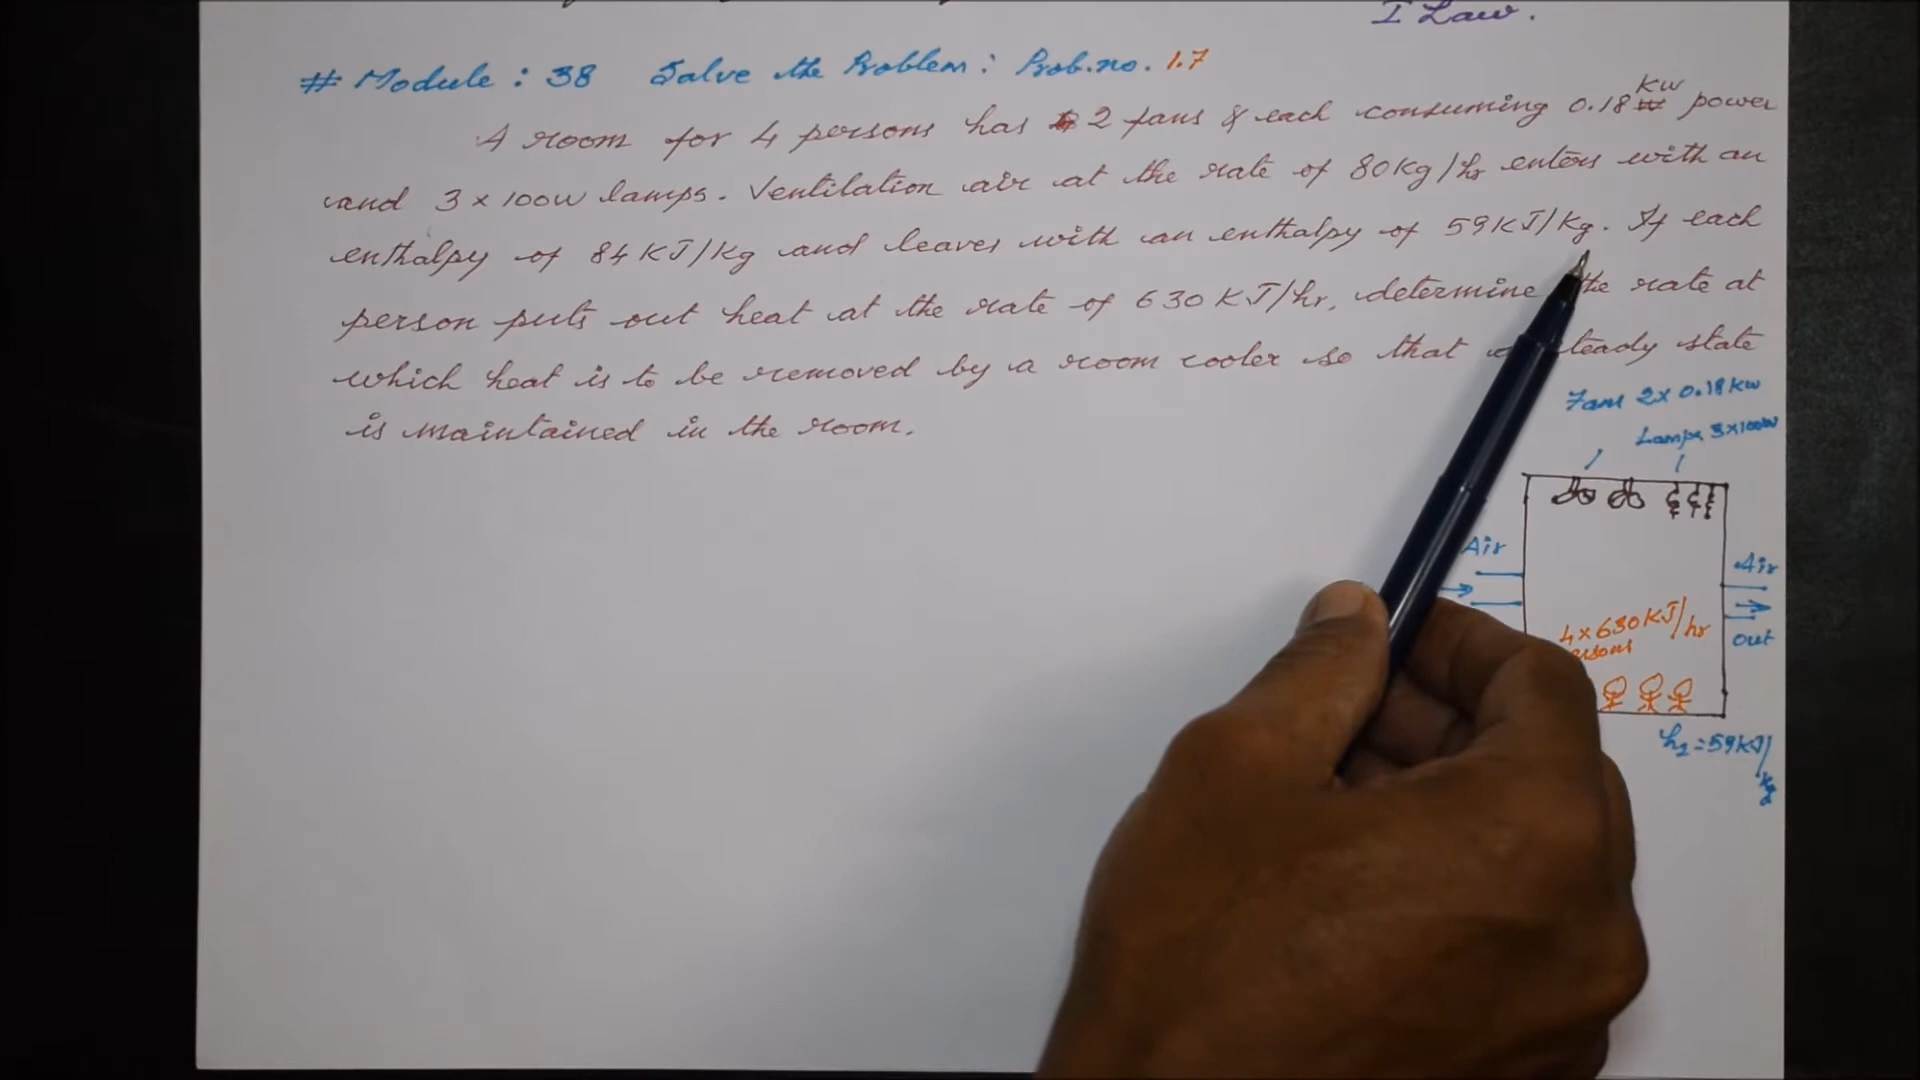 I Law.
# Module : 38 Solve the Problem : Prob.no. 1.7
A room for 4 persons has 2 fans & each consuming 0.18 KW power
and 3 x 100W lamps. Ventilation air at the rate of 80Kg/hr enters with an
enthalpy of 84 KJ/Kg and leaves with an enthalpy of 59KJ/Kg. If each
person puts out heat at the rate of 630 KJ/hr, determine the rate at
which heat is to be removed by a room cooler so that steady state
is maintained in the room.
Fans 2x 0.18 Kw
Lamps 3x100W
Air
Air
out
4x630KJ/hr
h2=59KJ/kg